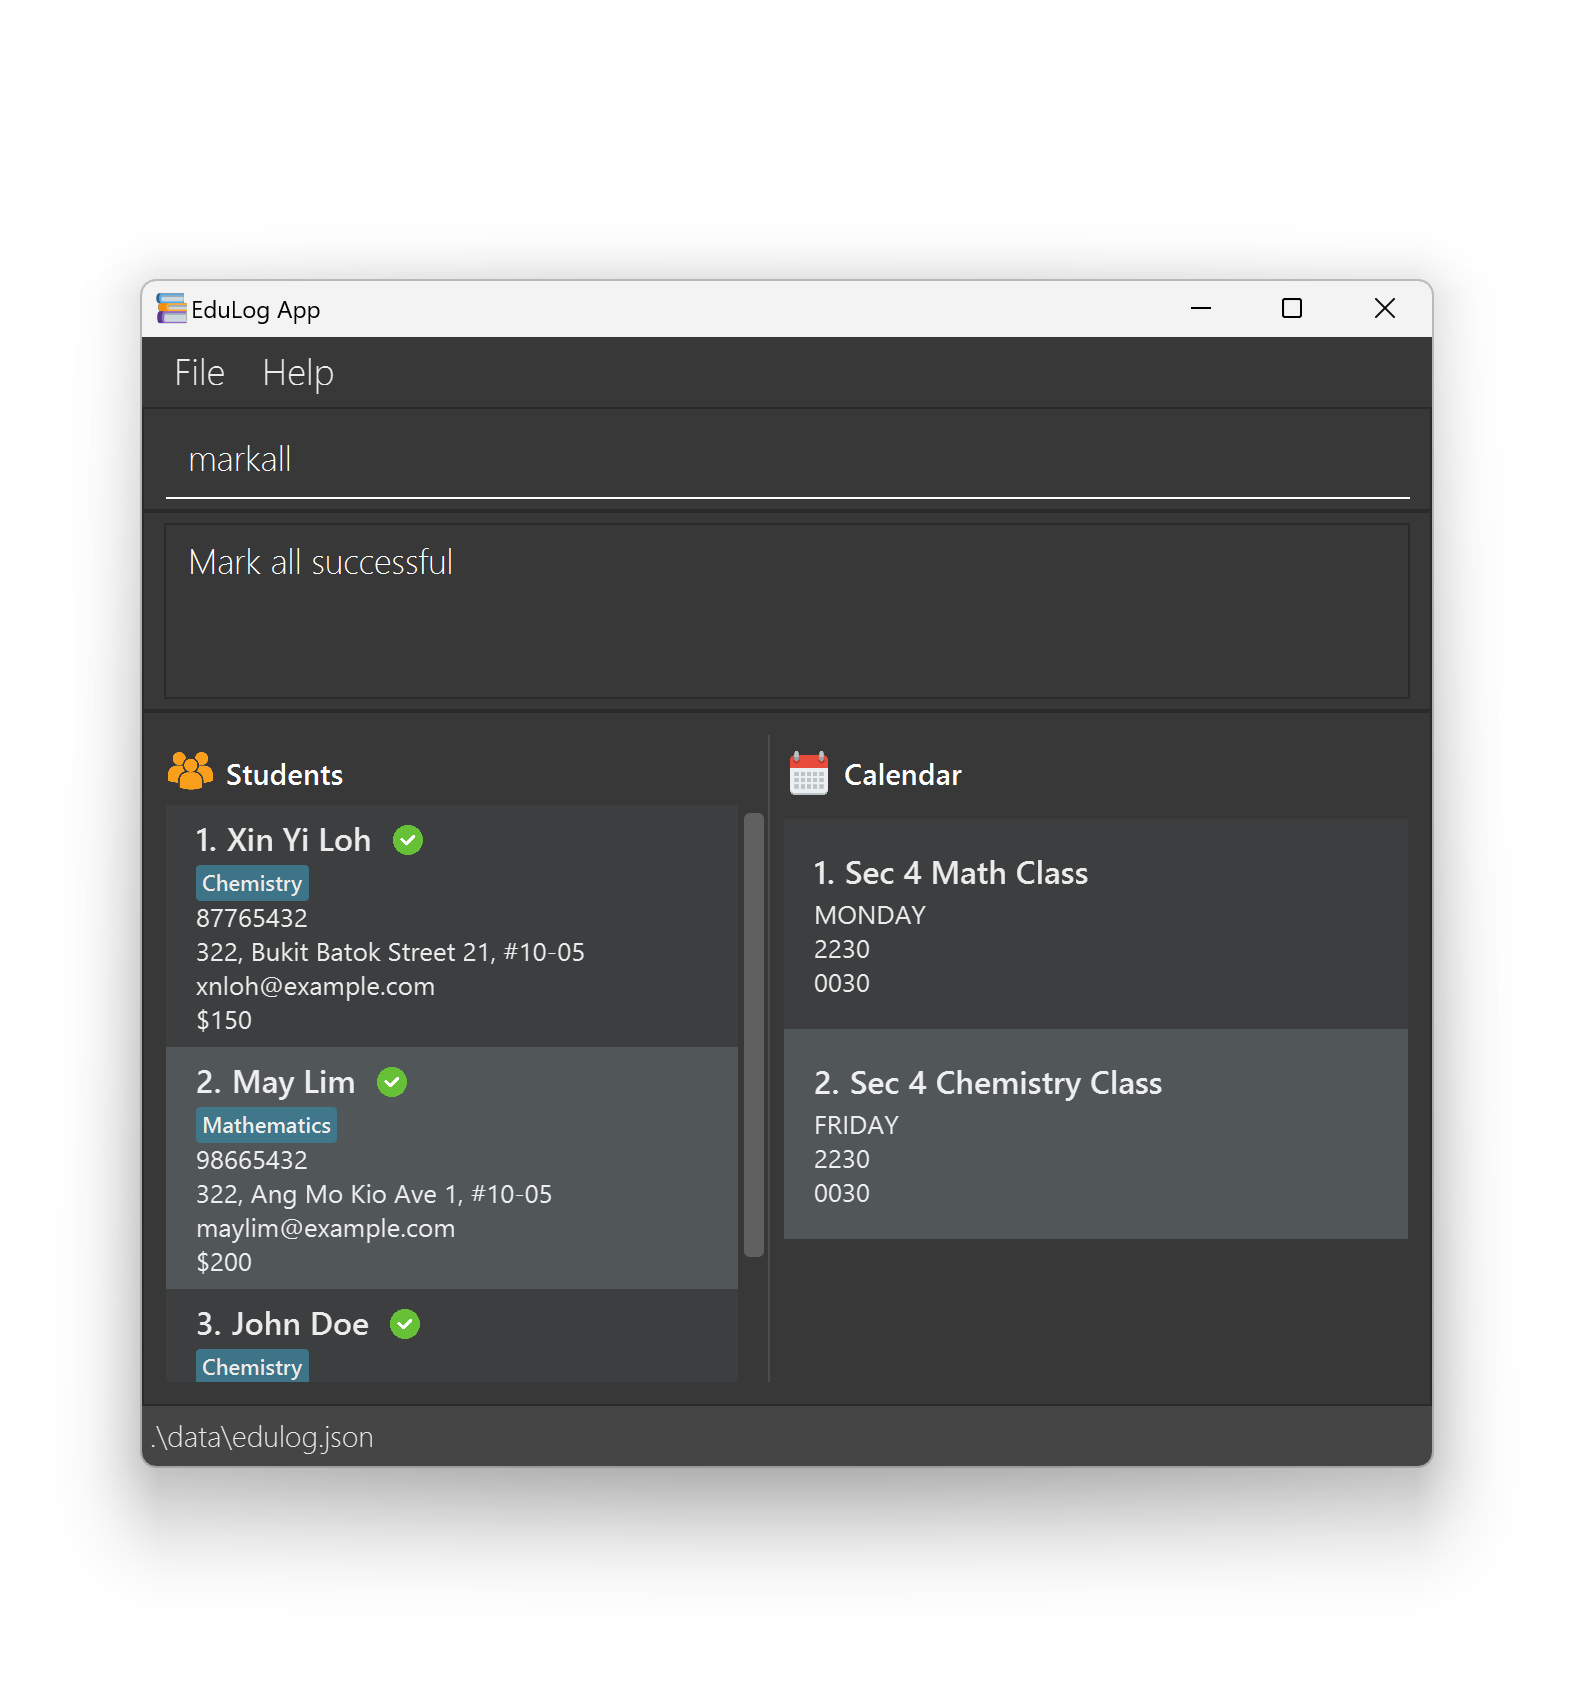 EduLog App
File Help
markall
Mark all successful
Students
1. Xin Yi Loh
Chemistry
87765432
322, Bukit Batok Street 21, #10-05
xnloh@example.com
$150
2. May Lim
Mathematics
98665432
322, Ang Mo Kio Ave 1, #10-05
maylim@example.com
$200
3. John Doe
Chemistry
Calendar
1. Sec 4 Math Class
MONDAY
2230
0030
2. Sec 4 Chemistry Class
FRIDAY
2230
0030
.\data\edulog.json